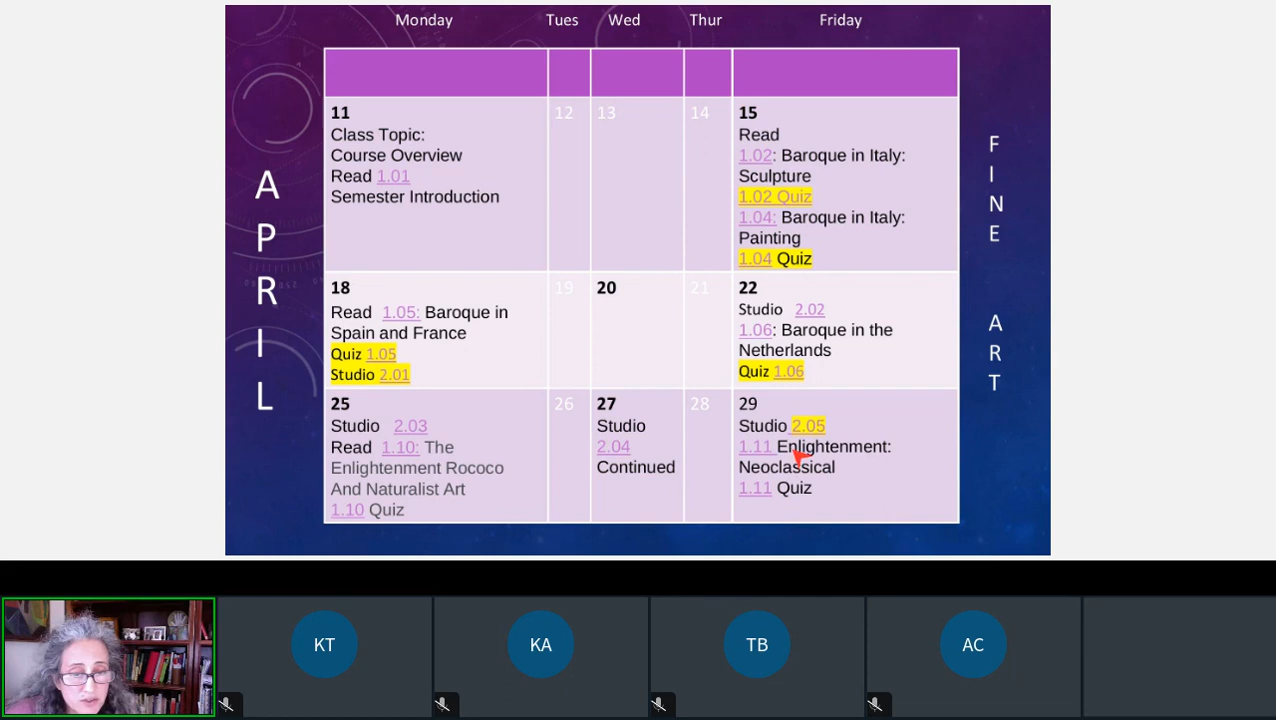 Monday Tues Wed Thur Friday
11
Class Topic:
Course Overview
Read 1.01
Semester Introduction
12
13
14
15
Read
1.02: Baroque in Italy:
Sculpture
1.02 Quiz
1.04: Baroque in Italy:
Painting
1.04 Quiz
18
Read 1.05: Baroque in
Spain and France
Quiz 1.05
Studio 2.01
19
20
21
22
Studio 2.02
1.06: Baroque in the
Netherlands
Quiz 1.06
25
Studio 2.03
Read 1.10: The
Enlightenment Rococo
And Naturalist Art
1.10 Quiz
26
27
Studio
2.04
Continued
28
29
Studio 2.05
1.11 Enlightenment:
Neoclassical
1.11 Quiz
APRIL
FINE ART
KT
KA
TB
AC